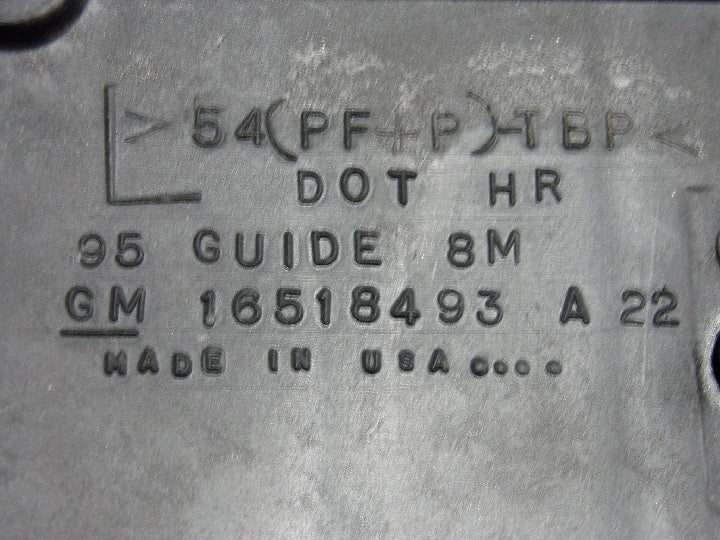 >54(PF+P)-TBP<
DOT HR
95 GUIDE 8M
GM 16518493 A 22
MADE IN USA....